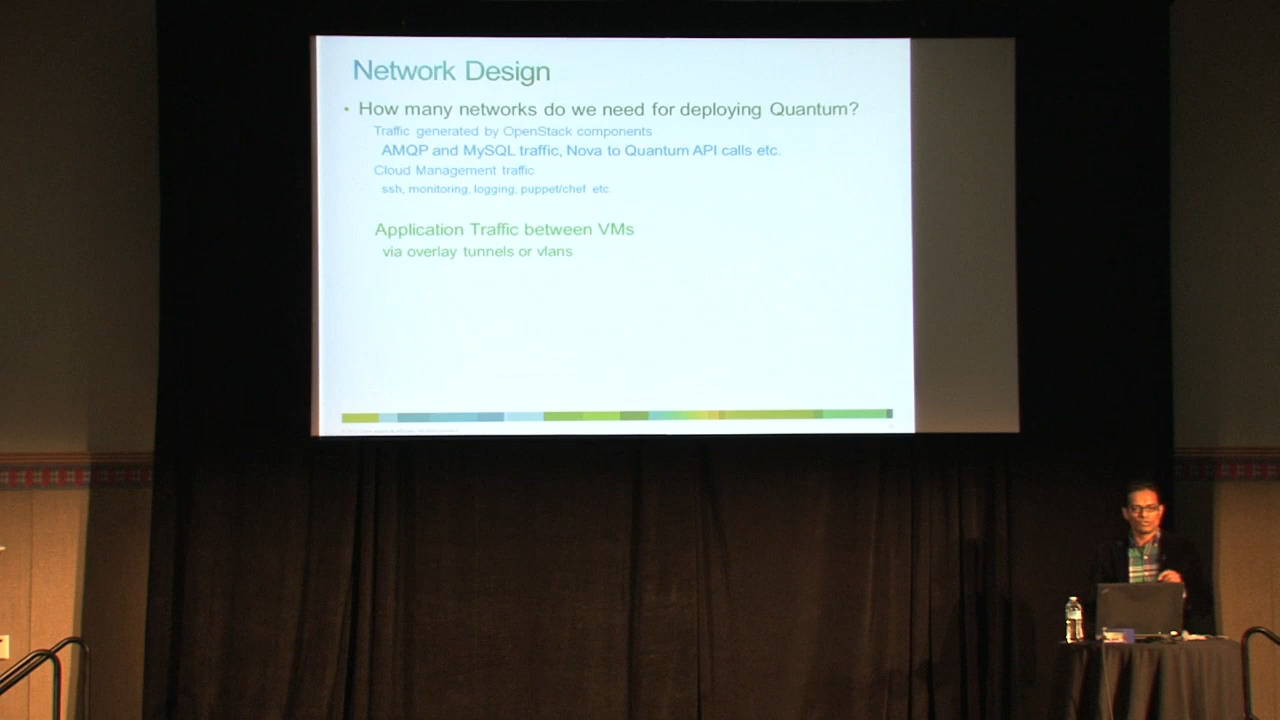 Network Design
• How many networks do we need for deploying Quantum?
Traffic generated by OpenStack components
AMQP and MySQL traffic, Nova to Quantum API calls etc.
Cloud Management traffic
ssh, monitoring, logging, puppet/chef etc.
Application Traffic between VMs
via overlay tunnels or vlans